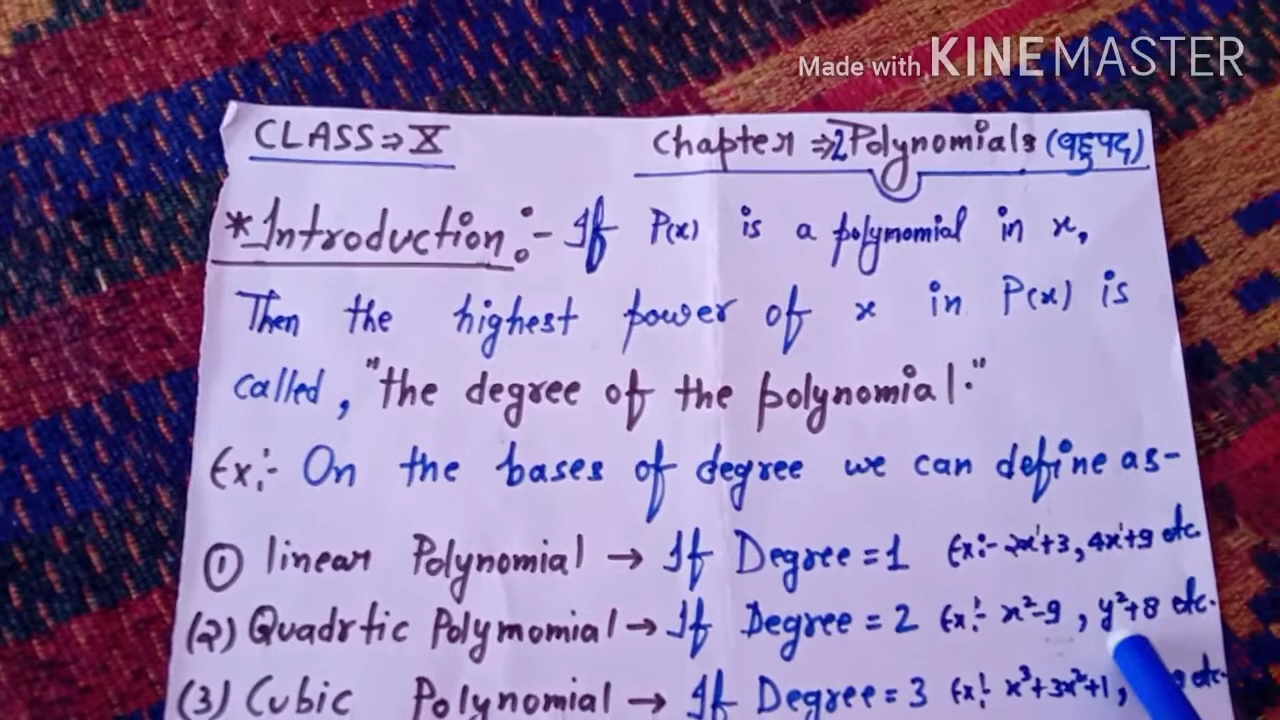 Made with KINEMASTER
CLASS ⇒ X Chapter ⇒ 2 Polynomials (बहुपद)
*Introduction :- If P(x) is a polynomial in x,
Then the highest power of x in P(x) is
called, "the degree of the polynomial."
Ex:- On the bases of degree we can define as-
① linear Polynomial → If Degree = 1 Ex:- 2x¹+3, 4x¹+9 etc.
(2) Quadrtic Polymomial → If Degree = 2 Ex:- x²-9, y²+8 etc.
(3) Cubic Polynomial → If Degree = 3 Ex:- x³+3x²+1, etc.